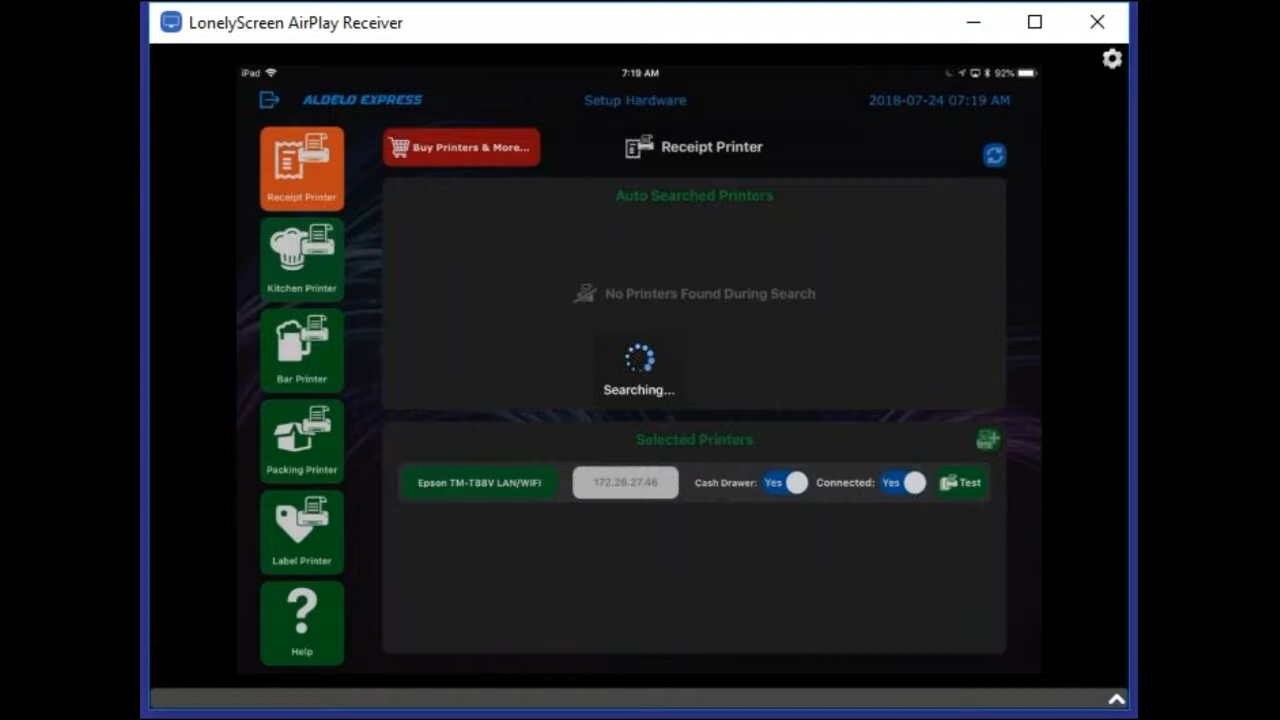 LonelyScreen AirPlay Receiver
iPad 7:19 AM 92%
ALDELO EXPRESS Setup Hardware 2018-07-24 07:19 AM
Buy Printers & More... Receipt Printer
Receipt Printer
Auto Searched Printers
Kitchen Printer
No Printers Found During Search
Bar Printer
Searching...
Selected Printers
Packing Printer
Epson TM-T88V LAN/WIFI 172.26.27.46 Cash Drawer: Yes Connected: Yes Test
Label Printer
?
Help